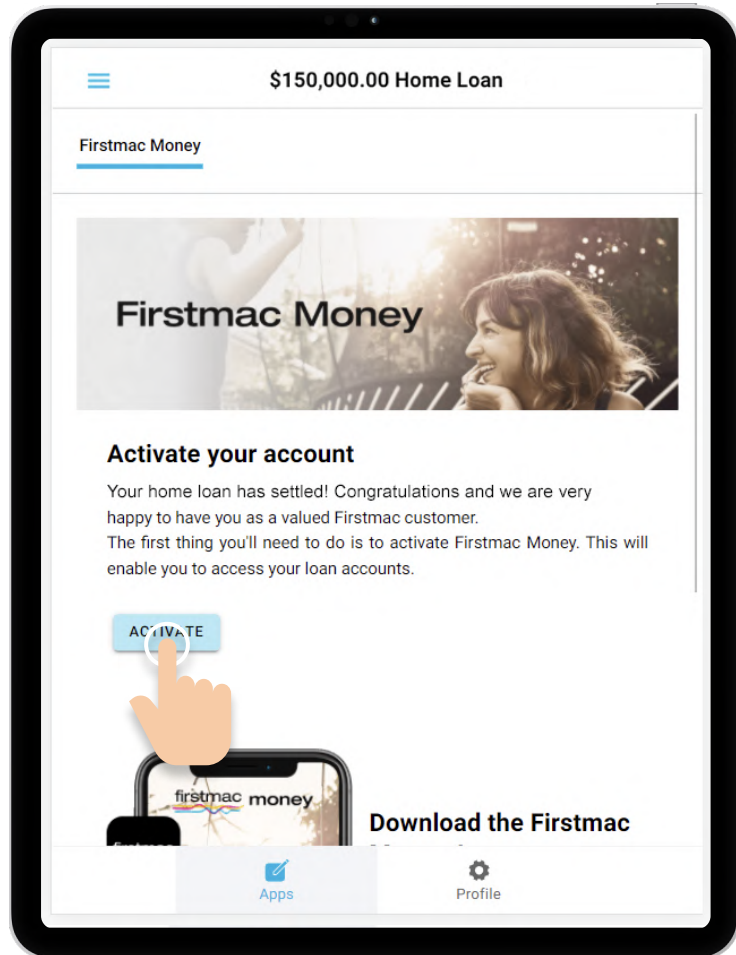 $150,000.00 Home Loan
Firstmac Money
Firstmac Money
Activate your account
Your home loan has settled! Congratulations and we are very
happy to have you as a valued Firstmac customer.
The first thing you'll need to do is to activate Firstmac Money. This will
enable you to access your loan accounts.
ACTIVATE
firstmac money
Download the Firstmac
Apps
Profile